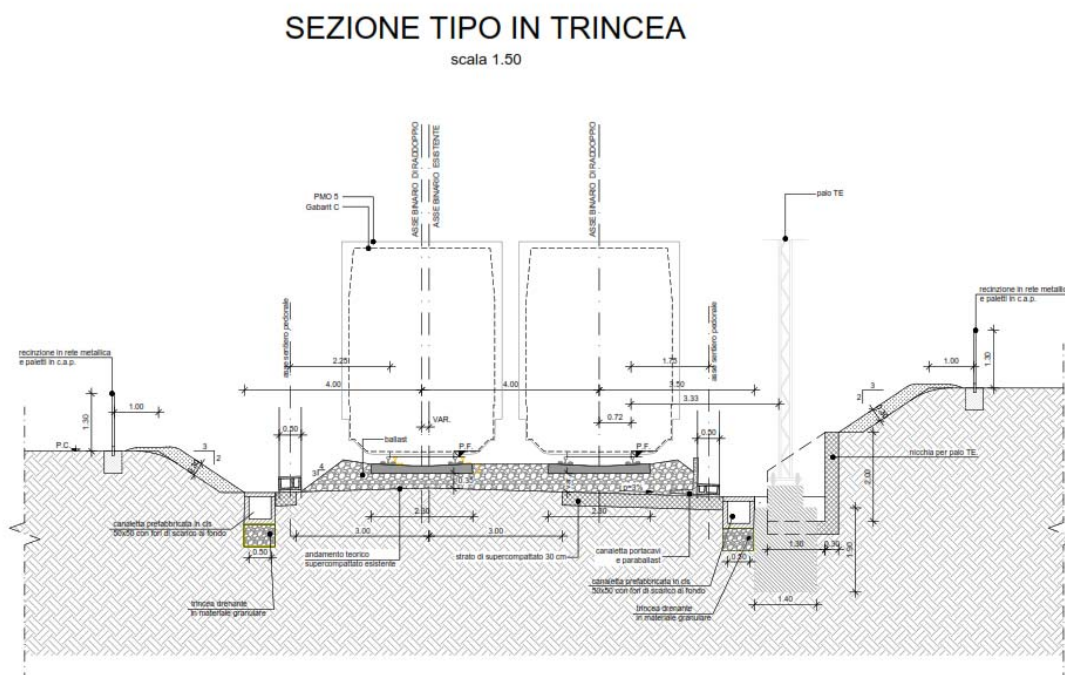 SEZIONE TIPO IN TRINCEA
scala 1.50
ASSE BINARIO DI RADDOPPIO
ASSE BINARIO ESISTENTE
ASSE BINARIO DI RADDOPPIO
PMO 5
Gabarit C
palo TE
recinzione in rete metallica
e paletti in c.a.p.
asse sentiero pedonale
asse sentiero pedonale
recinzione in rete metallica
e paletti in c.a.p.
2.25
1.75
1.00
1.30
4.00
4.00
3.50
3.33
1.00
1.30
VAR.
0.72
3
2
0.50
0.50
ballast
P.F.
P.F.
P.C.
3
2
4
3
nicchia per palo TE
2.00
canaletta prefabbricata in cls
50x50 con fori di scarico al fondo
2.30
2.30
3.00
3.00
0.50
andamento teorico
supercompattato esistente
strato di supercompattato 30 cm
canaletta portacavi
e paraballast
0.50
1.30
0.30
1.90
canaletta prefabbricata in cls
50x50 con fori di scarico al fondo
1.40
trincea drenante
in materiale granulare
trincea drenante
in materiale granulare